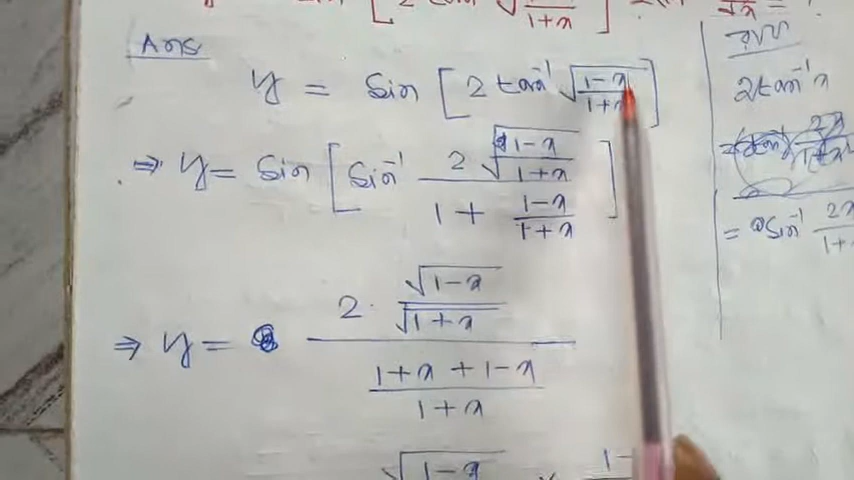 Ans
y = Sin [ 2 tan⁻¹ √(1-x)/(1+x) ]
⇒ y = Sin [ Sin⁻¹ (2 √((1-x)/(1+x))) / (1 + (1-x)/(1+x)) ]
⇒ y = (2 · √(1-x)/√(1+x)) / ((1+x+1-x)/(1+x))
√(1-x) ×
2tan⁻¹x
= Sin⁻¹ 2x / 1+